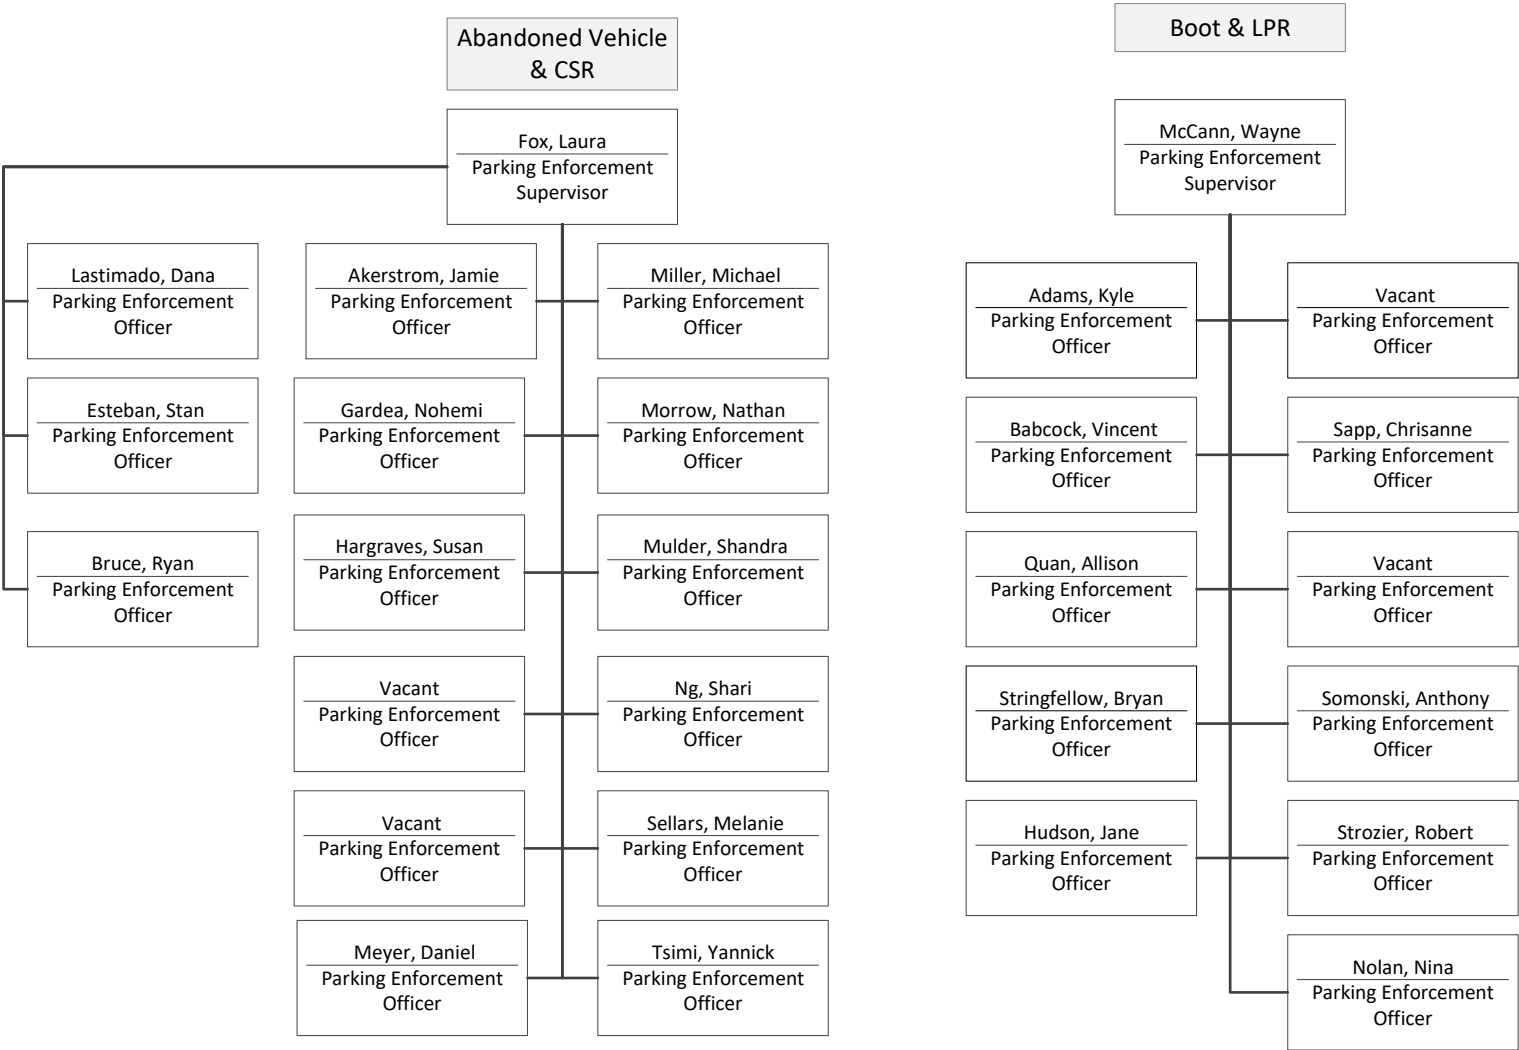 Abandoned Vehicle
& CSR
Fox, Laura
Parking Enforcement
Supervisor
Lastimado, Dana
Parking Enforcement
Officer
Esteban, Stan
Parking Enforcement
Officer
Bruce, Ryan
Parking Enforcement
Officer
Akerstrom, Jamie
Parking Enforcement
Officer
Gardea, Nohemi
Parking Enforcement
Officer
Hargraves, Susan
Parking Enforcement
Officer
Vacant
Parking Enforcement
Officer
Vacant
Parking Enforcement
Officer
Meyer, Daniel
Parking Enforcement
Officer
Miller, Michael
Parking Enforcement
Officer
Morrow, Nathan
Parking Enforcement
Officer
Mulder, Shandra
Parking Enforcement
Officer
Ng, Shari
Parking Enforcement
Officer
Sellars, Melanie
Parking Enforcement
Officer
Tsimi, Yannick
Parking Enforcement
Officer
Boot & LPR
McCann, Wayne
Parking Enforcement
Supervisor
Adams, Kyle
Parking Enforcement
Officer
Babcock, Vincent
Parking Enforcement
Officer
Quan, Allison
Parking Enforcement
Officer
Stringfellow, Bryan
Parking Enforcement
Officer
Hudson, Jane
Parking Enforcement
Officer
Vacant
Parking Enforcement
Officer
Sapp, Chrisanne
Parking Enforcement
Officer
Vacant
Parking Enforcement
Officer
Somonski, Anthony
Parking Enforcement
Officer
Strozier, Robert
Parking Enforcement
Officer
Nolan, Nina
Parking Enforcement
Officer